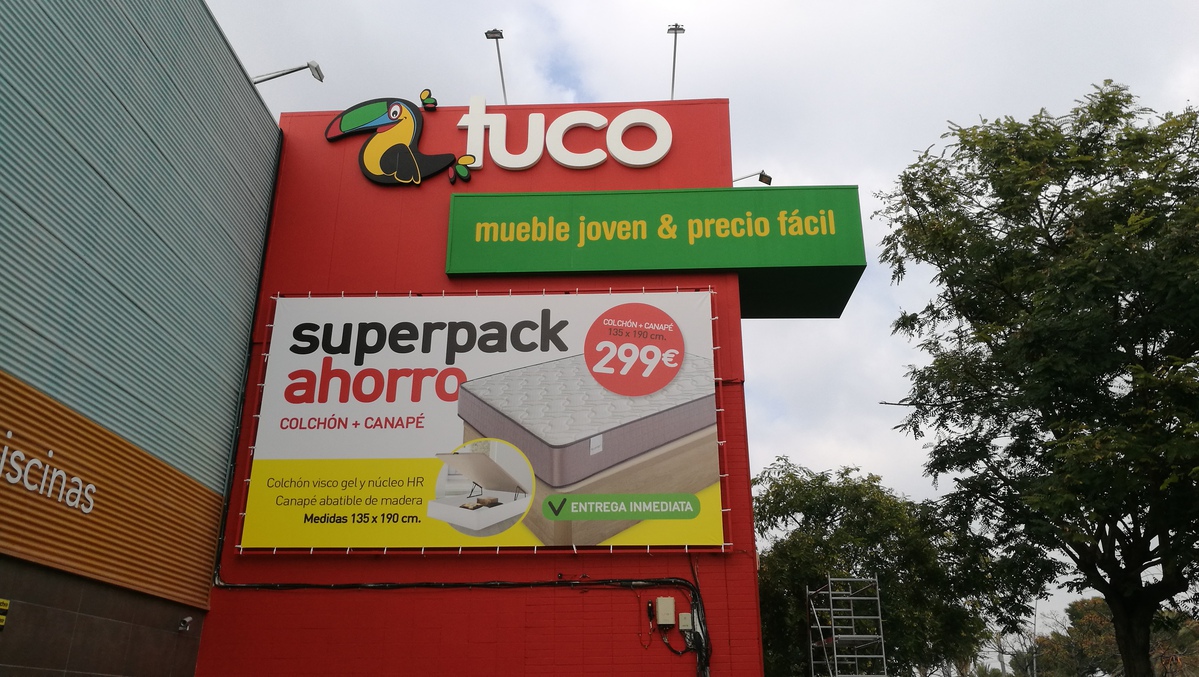 tuco
mueble joven & precio fácil
superpack
ahorro
COLCHÓN + CANAPÉ
COLCHÓN + CANAPÉ
135 x 190 cm.
299€
Colchón visco gel y núcleo HR
Canapé abatible de madera
Medidas 135 x 190 cm.
ENTREGA INMEDIATA
iscinas